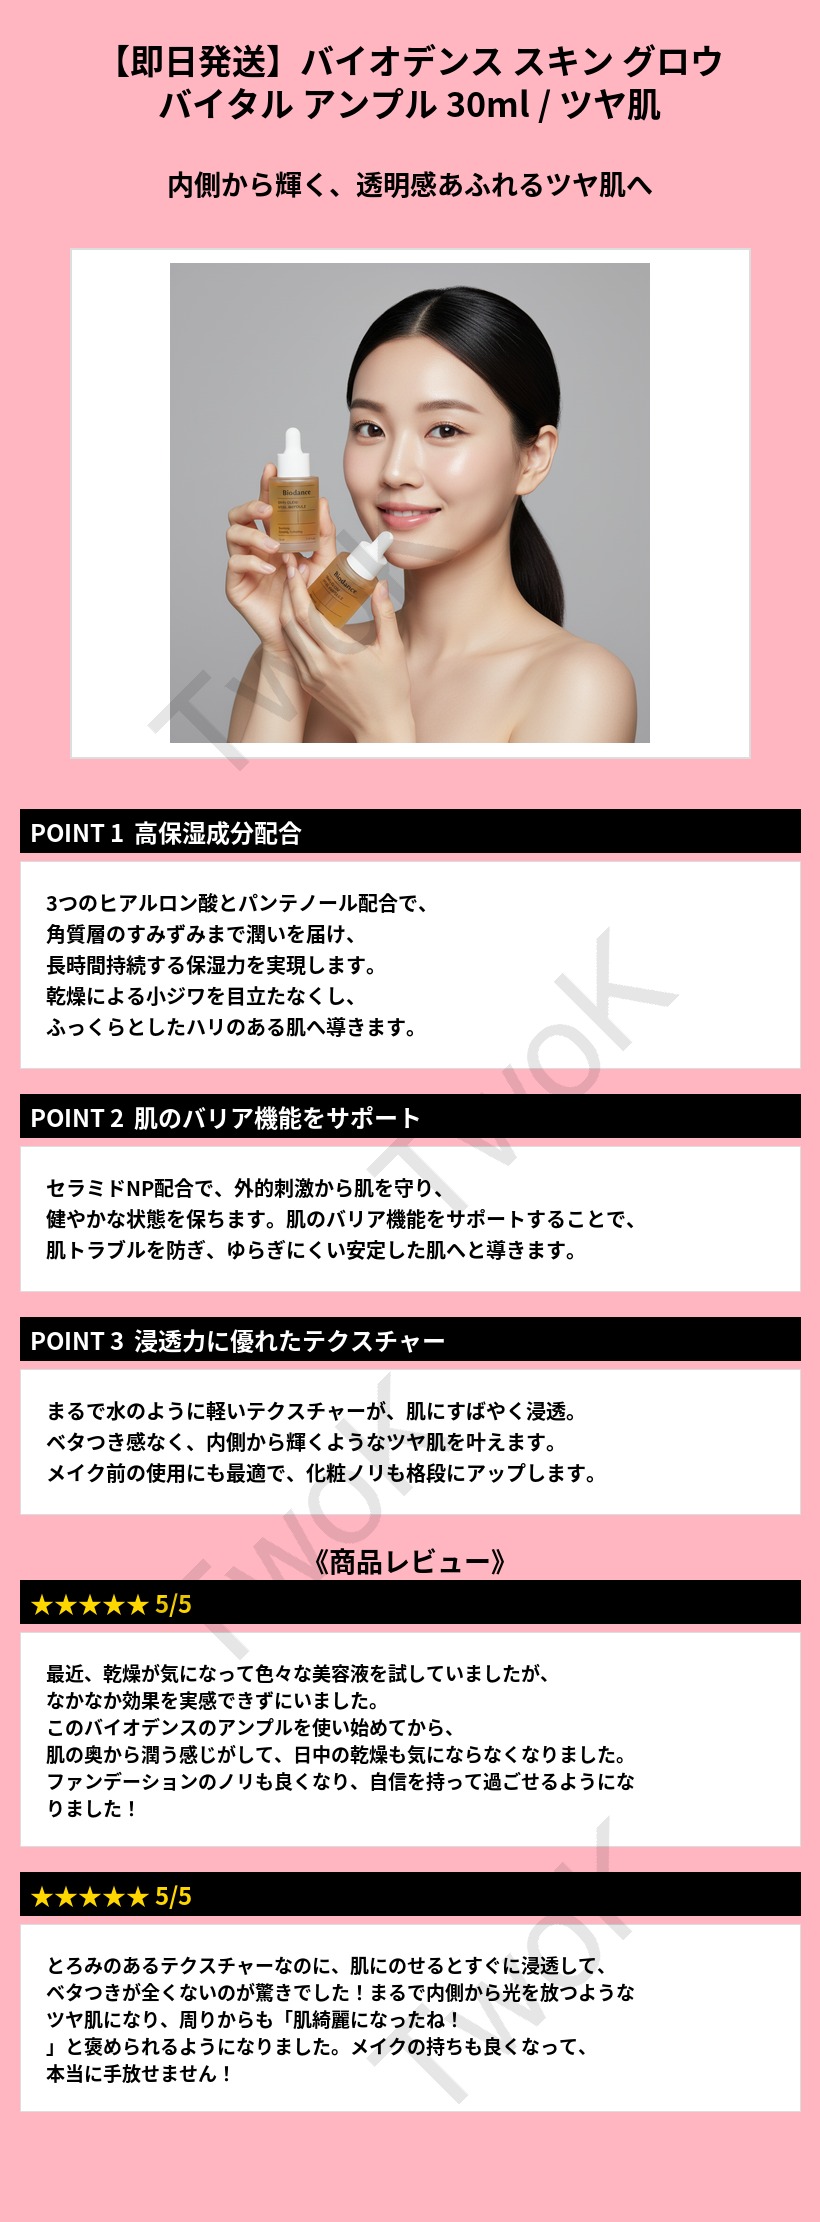 【即日発送】バイオデンス スキン グロウ
バイタル アンプル 30ml / ツヤ肌
内側から輝く、透明感あふれるツヤ肌へ
Biodance
Biodance
TwoK
POINT 1 高保湿成分配合
3つのヒアルロン酸とパンテノール配合で、
角質層のすみずみまで潤いを届け、
長時間持続する保湿力を実現します。
乾燥による小ジワを目立たなくし、
ふっくらとしたハリのある肌へ導きます。
TwoK
POINT 2 肌のバリア機能をサポート
セラミドNP配合で、外的刺激から肌を守り、
健やかな状態を保ちます。肌のバリア機能をサポートすることで、
肌トラブルを防ぎ、ゆらぎにくい安定した肌へと導きます。
POINT 3 浸透力に優れたテクスチャー
まるで水のように軽いテクスチャーが、肌にすばやく浸透。
ベタつき感なく、内側から輝くようなツヤ肌を叶えます。
メイク前の使用にも最適で、化粧ノリも格段にアップします。
TwoK
《商品レビュー》
★★★★★ 5/5
最近、乾燥が気になって色々な美容液を試していましたが、
なかなか効果を実感できずにいました。
このバイオデンスのアンプルを使い始めてから、
肌の奥から潤う感じがして、日中の乾燥も気にならなくなりました。
ファンデーションのノリも良くなり、自信を持って過ごせるようにな
りました！
★★★★★ 5/5
とろみのあるテクスチャーなのに、肌にのせるとすぐに浸透して、
ベタつきが全くないのが驚きでした！まるで内側から光を放つような
ツヤ肌になり、周りからも「肌綺麗になったね！
」と褒められるようになりました。メイクの持ちも良くなって、
本当に手放せません！
TwoK